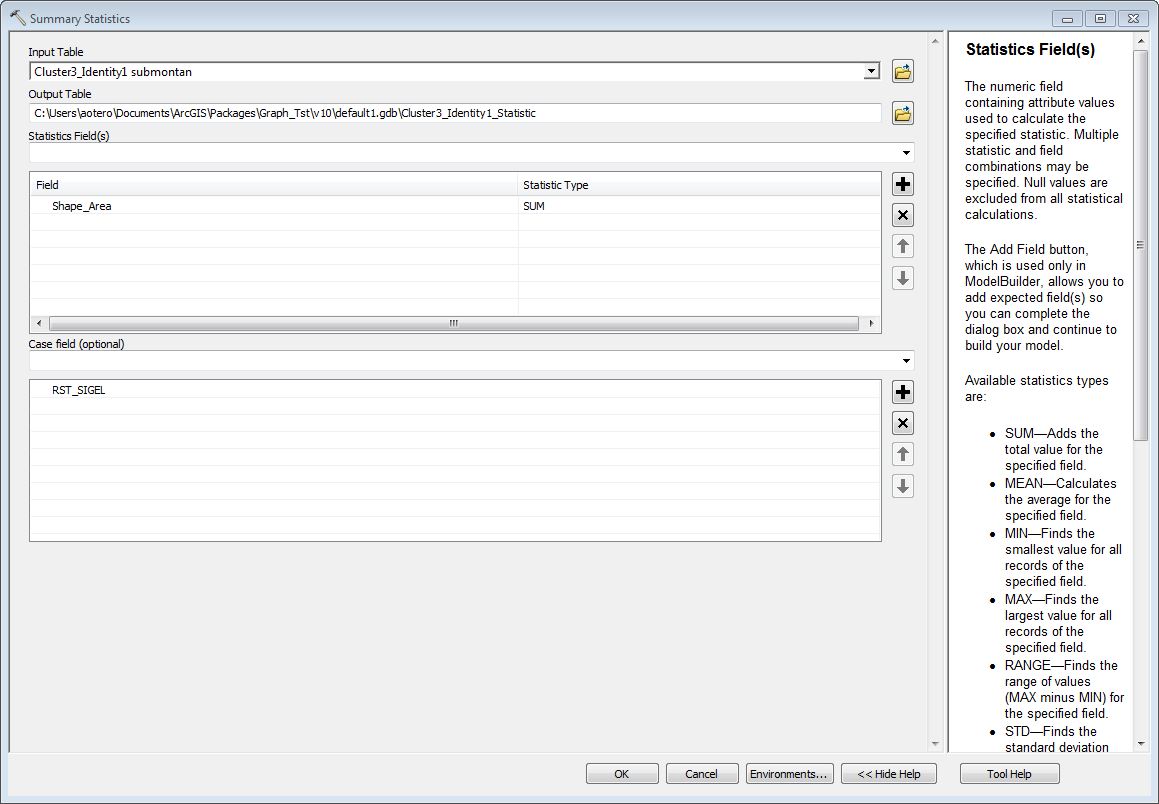 Summary Statistics
Input Table
Cluster3_Identity1 submontan
Output Table
C:\Users\aotero\Documents\ArcGIS\Packages\Graph_Tst\v10\default1.gdb\Cluster3_Identity1_Statistic
Statistics Field(s)
Field Statistic Type
Shape_Area SUM
Case field (optional)
RST_SIGEL
OK Cancel Environments... << Hide Help Tool Help
Statistics Field(s)
The numeric field
containing attribute values
used to calculate the
specified statistic. Multiple
statistic and field
combinations may be
specified. Null values are
excluded from all statistical
calculations.
The Add Field button,
which is used only in
ModelBuilder, allows you to
add expected field(s) so
you can complete the
dialog box and continue to
build your model.
Available statistics types
are:
• SUM—Adds the
total value for the
specified field.
• MEAN—Calculates
the average for the
specified field.
• MIN—Finds the
smallest value for all
records of the
specified field.
• MAX—Finds the
largest value for all
records of the
specified field.
• RANGE—Finds the
range of values
(MAX minus MIN) for
the specified field.
• STD—Finds the
standard deviation